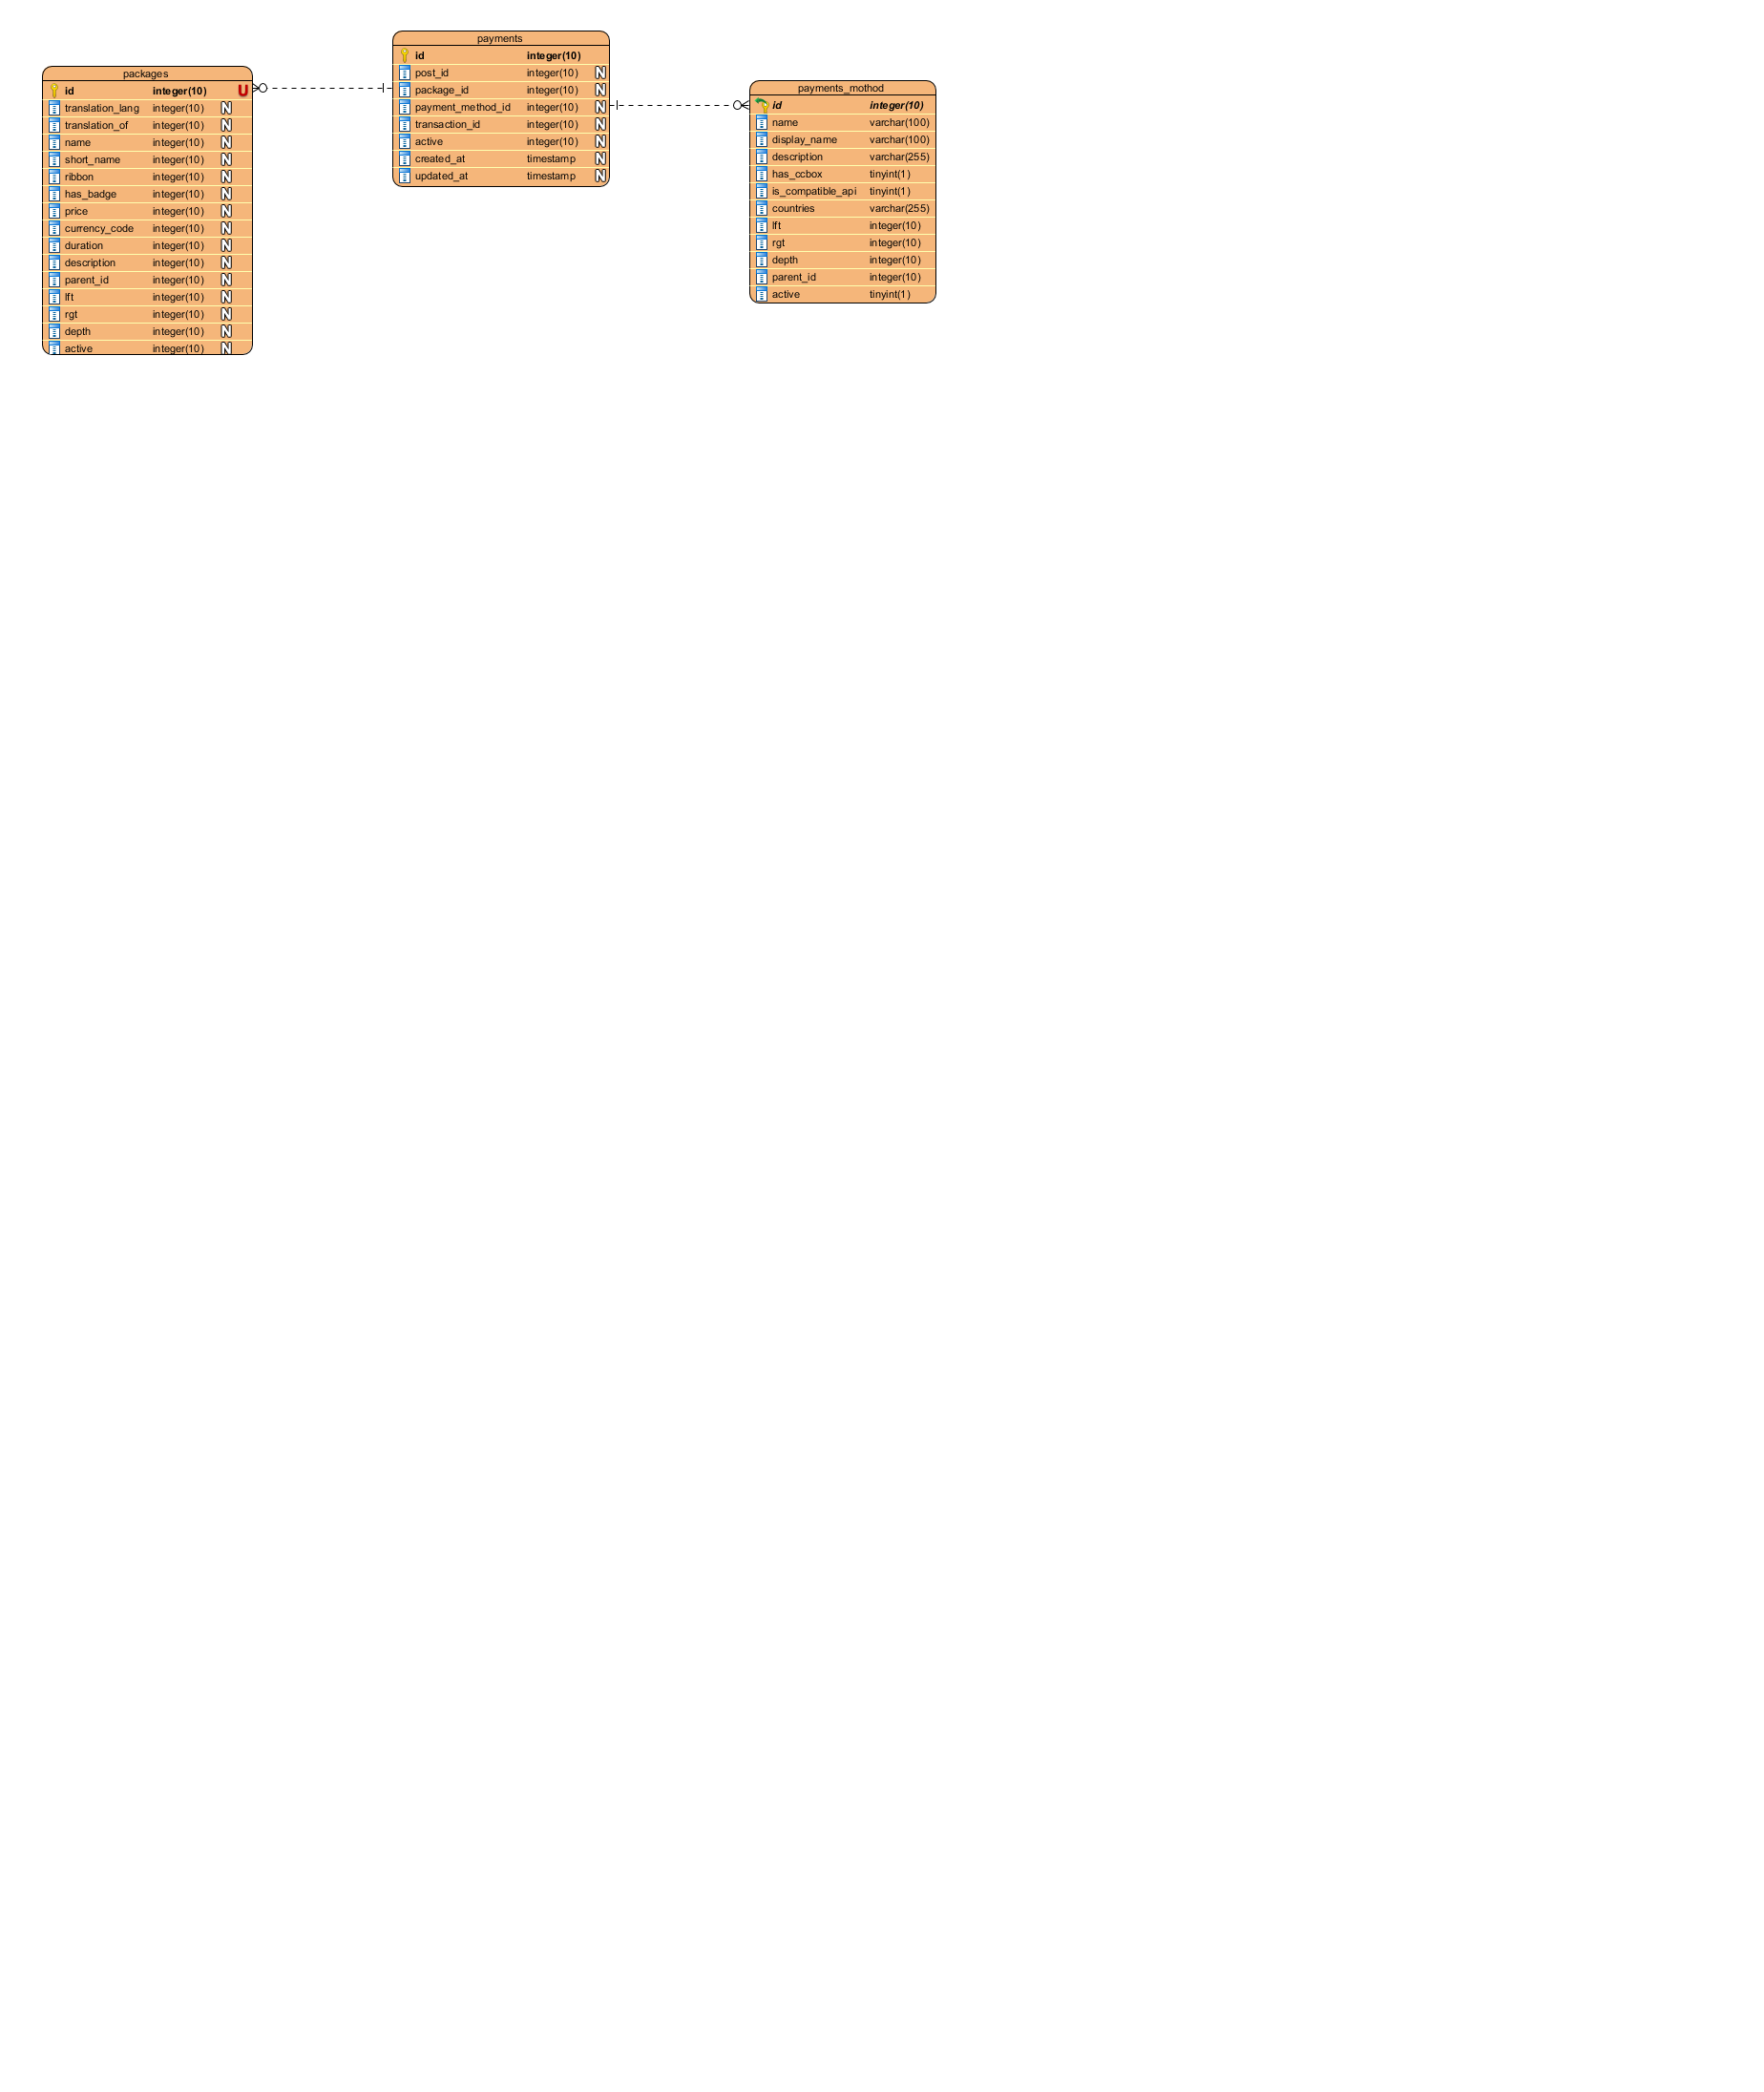 packages
id integer(10) U
translation_lang integer(10) N
translation_of integer(10) N
name integer(10) N
short_name integer(10) N
ribbon integer(10) N
has_badge integer(10) N
price integer(10) N
currency_code integer(10) N
duration integer(10) N
description integer(10) N
parent_id integer(10) N
lft integer(10) N
rgt integer(10) N
depth integer(10) N
active integer(10) N
payments
id integer(10)
post_id integer(10) N
package_id integer(10) N
payment_method_id integer(10) N
transaction_id integer(10) N
active integer(10) N
created_at timestamp N
updated_at timestamp N
payments_mothod
id integer(10)
name varchar(100)
display_name varchar(100)
description varchar(255)
has_ccbox tinyint(1)
is_compatible_api tinyint(1)
countries varchar(255)
lft integer(10)
rgt integer(10)
depth integer(10)
parent_id integer(10)
active tinyint(1)